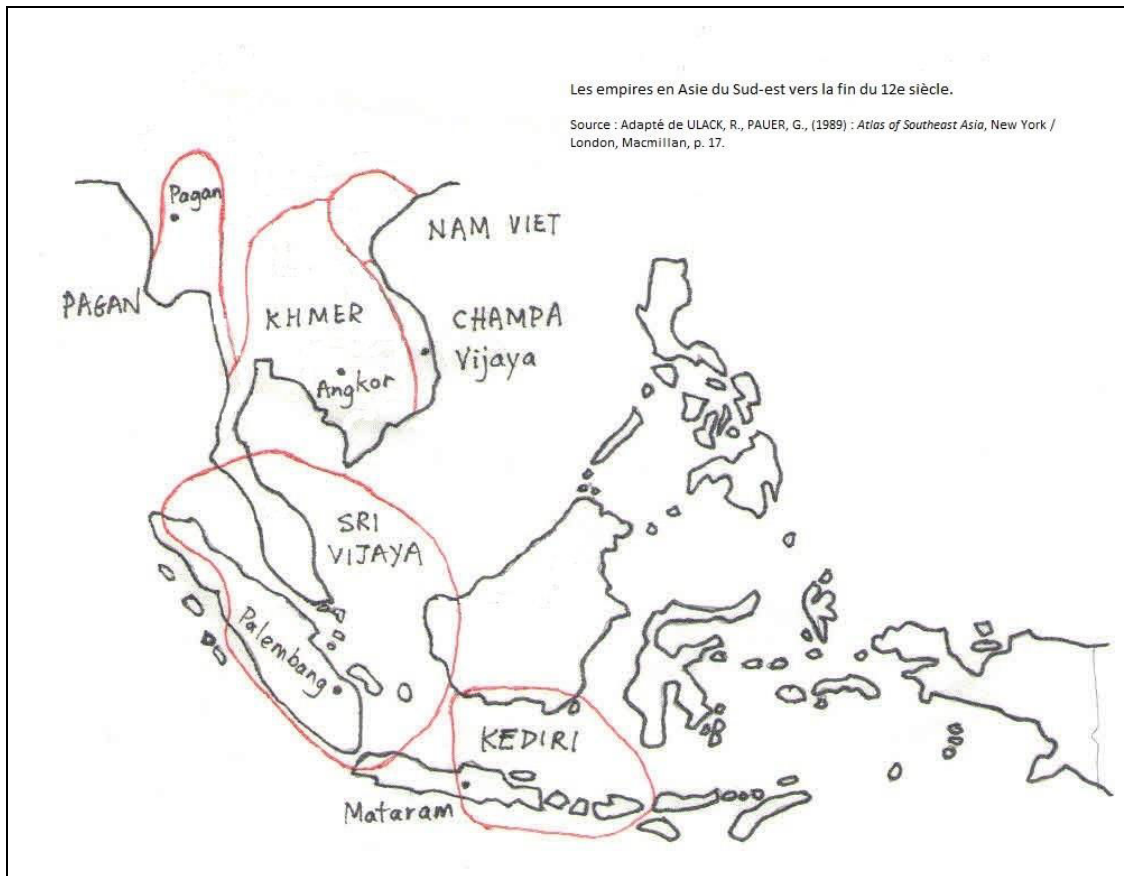 Les empires en Asie du Sud-est vers la fin du 12e siècle.
Source : Adapté de ULACK, R., PAUER, G., (1989) : Atlas of Southeast Asia, New York /
London, Macmillan, p. 17.
Pagan
NAM VIET
PAGAN
KHMER
CHAMPA
Vijaya
Angkor
SRI
VIJAYA
Palembang
KEDIRI
Mataram